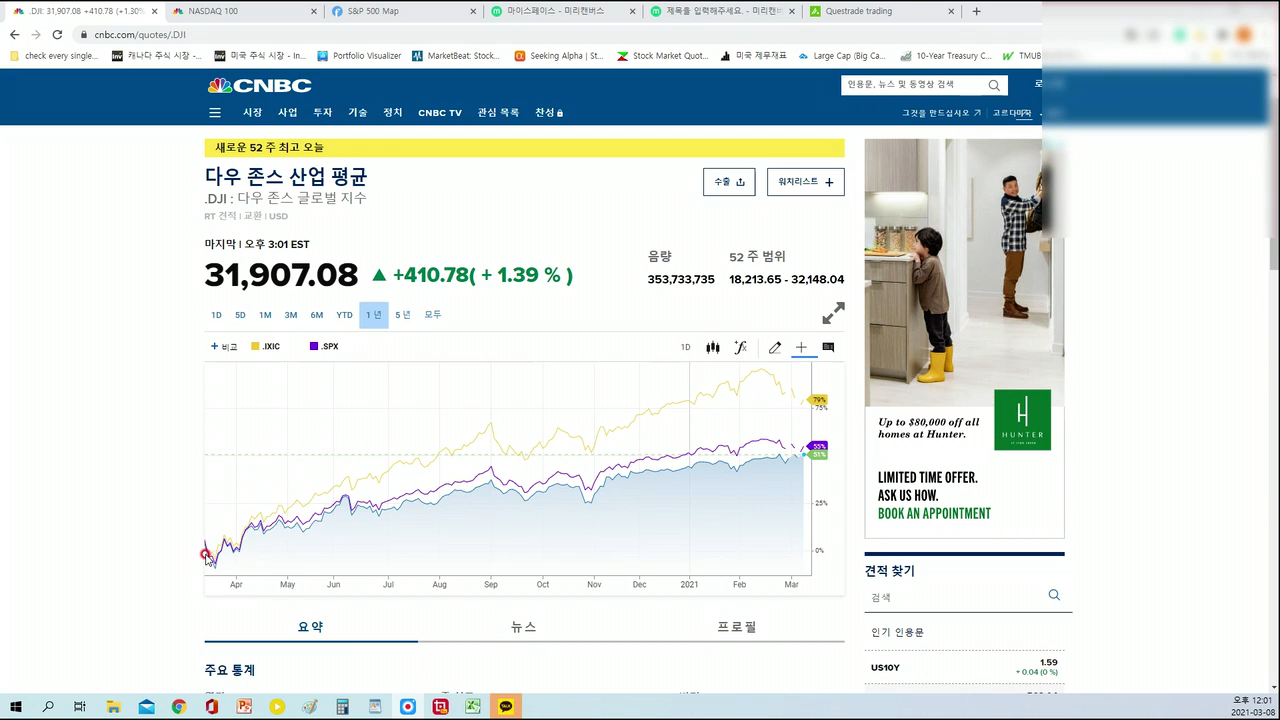 .DJI: 31,907.08 +410.78 (+1.30%
NASDAQ 100
S&P 500 Map
마이스페이스 - 미리캔버스
제목을 입력해주세요. - 미리캔버
Questrade trading
cnbc.com/quotes/.DJI
check every single...
캐나다 주식 시장 -...
미국 주식 시장 - In...
Portfolio Visualizer
MarketBeat: Stock...
Seeking Alpha | St...
Stock Market Quot...
미국 재무제표
Large Cap (Big Ca...
10-Year Treasury C...
TMUB
CNBC
인용문, 뉴스 및 동영상 검색
로
시장
사업
투자
기술
정치
CNBC TV
관심 목록
찬성
그것을 만드십시오
고르다
새로운 52 주 최고 오늘
다우 존스 산업 평균
.DJI : 다우 존스 글로벌 지수
RT 견적 | 교환 | USD
수출
워치리스트 +
마지막 | 오후 3:01 EST
31,907.08 ▲ +410.78( + 1.39 % )
음량
353,733,735
52 주 범위
18,213.65 - 32,148.04
1D 5D 1M 3M 6M YTD 1 년 5 년 모두
+ 비교 .IXIC .SPX
1D
79%
75%
55%
51%
25%
0%
Apr May Jun Jul Aug Sep Oct Nov Dec 2021 Feb Mar
요약
뉴스
프로필
주요 통계
Up to $80,000 off all
homes at Hunter.
HUNTER
LIMITED TIME OFFER.
ASK US HOW.
BOOK AN APPOINTMENT
견적 찾기
검색
인기 인용문
US10Y
1.59
+ 0.04 (0 %)
TALK
오후 12:01
2021-03-08